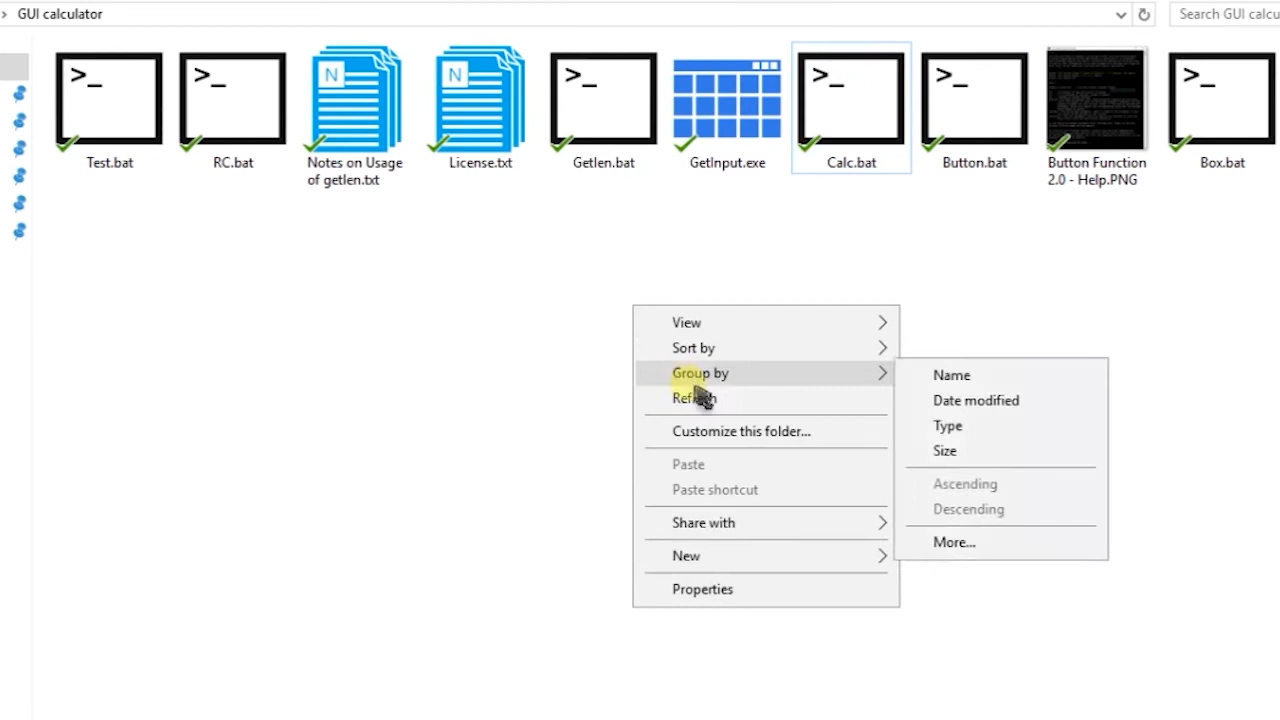 GUI calculator
Search GUI calcu
>_
>_
N
N
>_
>_
>_
>_
Test.bat
RC.bat
Notes on Usage
of getlen.txt
License.txt
Getlen.bat
GetInput.exe
Calc.bat
Button.bat
Button Function
2.0 - Help.PNG
Box.bat
View
Sort by
Group by
Refresh
Customize this folder...
Paste
Paste shortcut
Share with
New
Properties
Name
Date modified
Type
Size
Ascending
Descending
More...